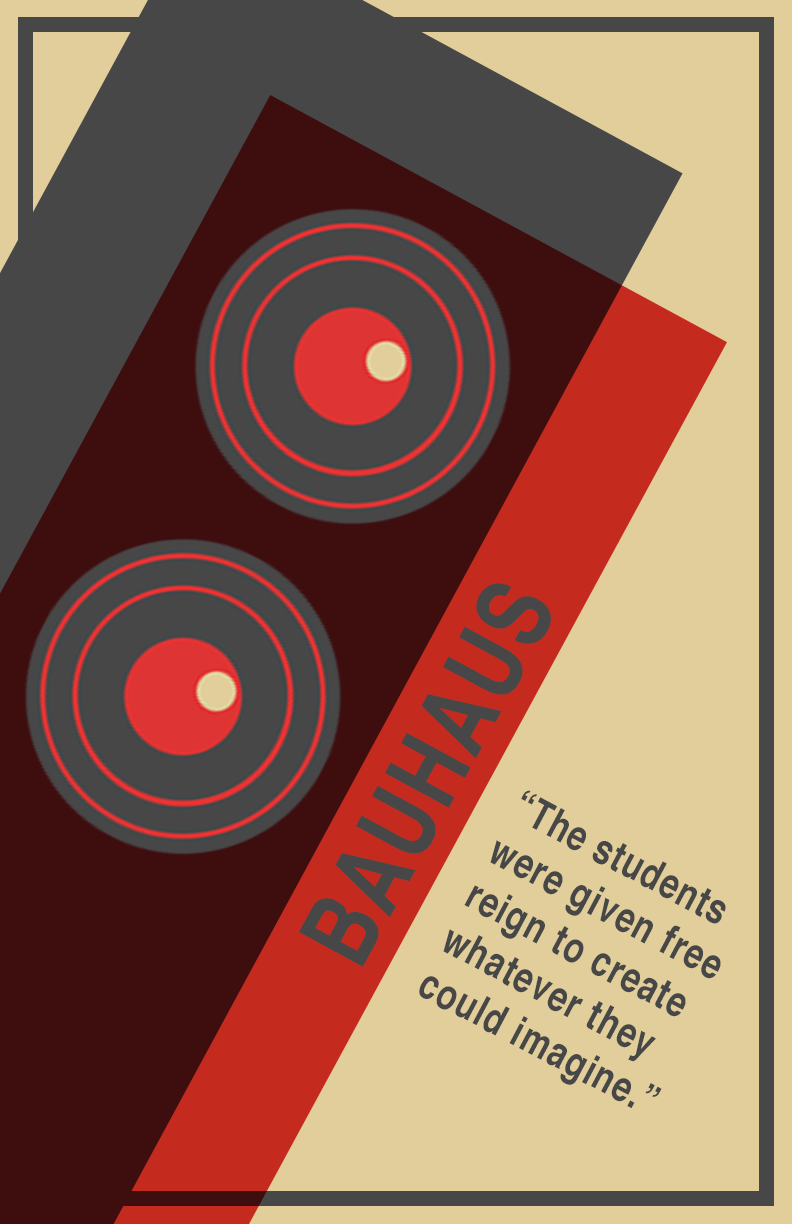 BAUHAUS
“The students
were given free
reign to create
whatever they
could imagine.”